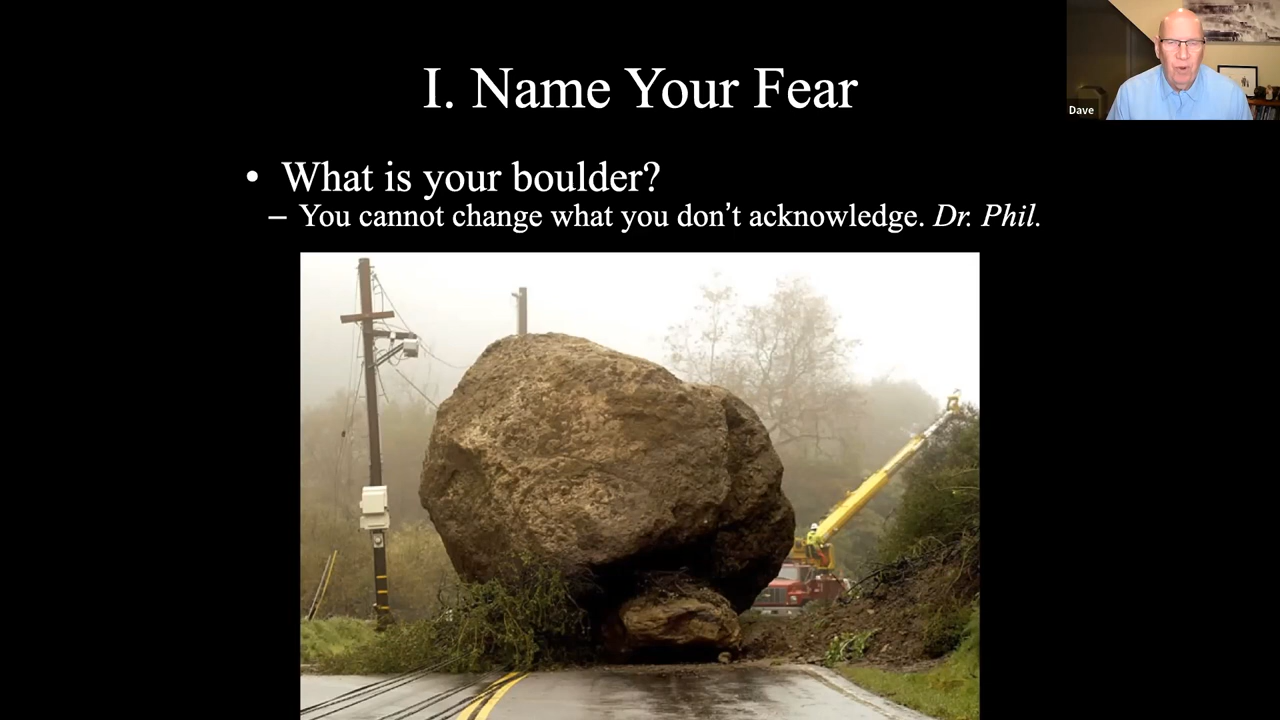 I. Name Your Fear
Dave
• What is your boulder?
– You cannot change what you don’t acknowledge. Dr. Phil.